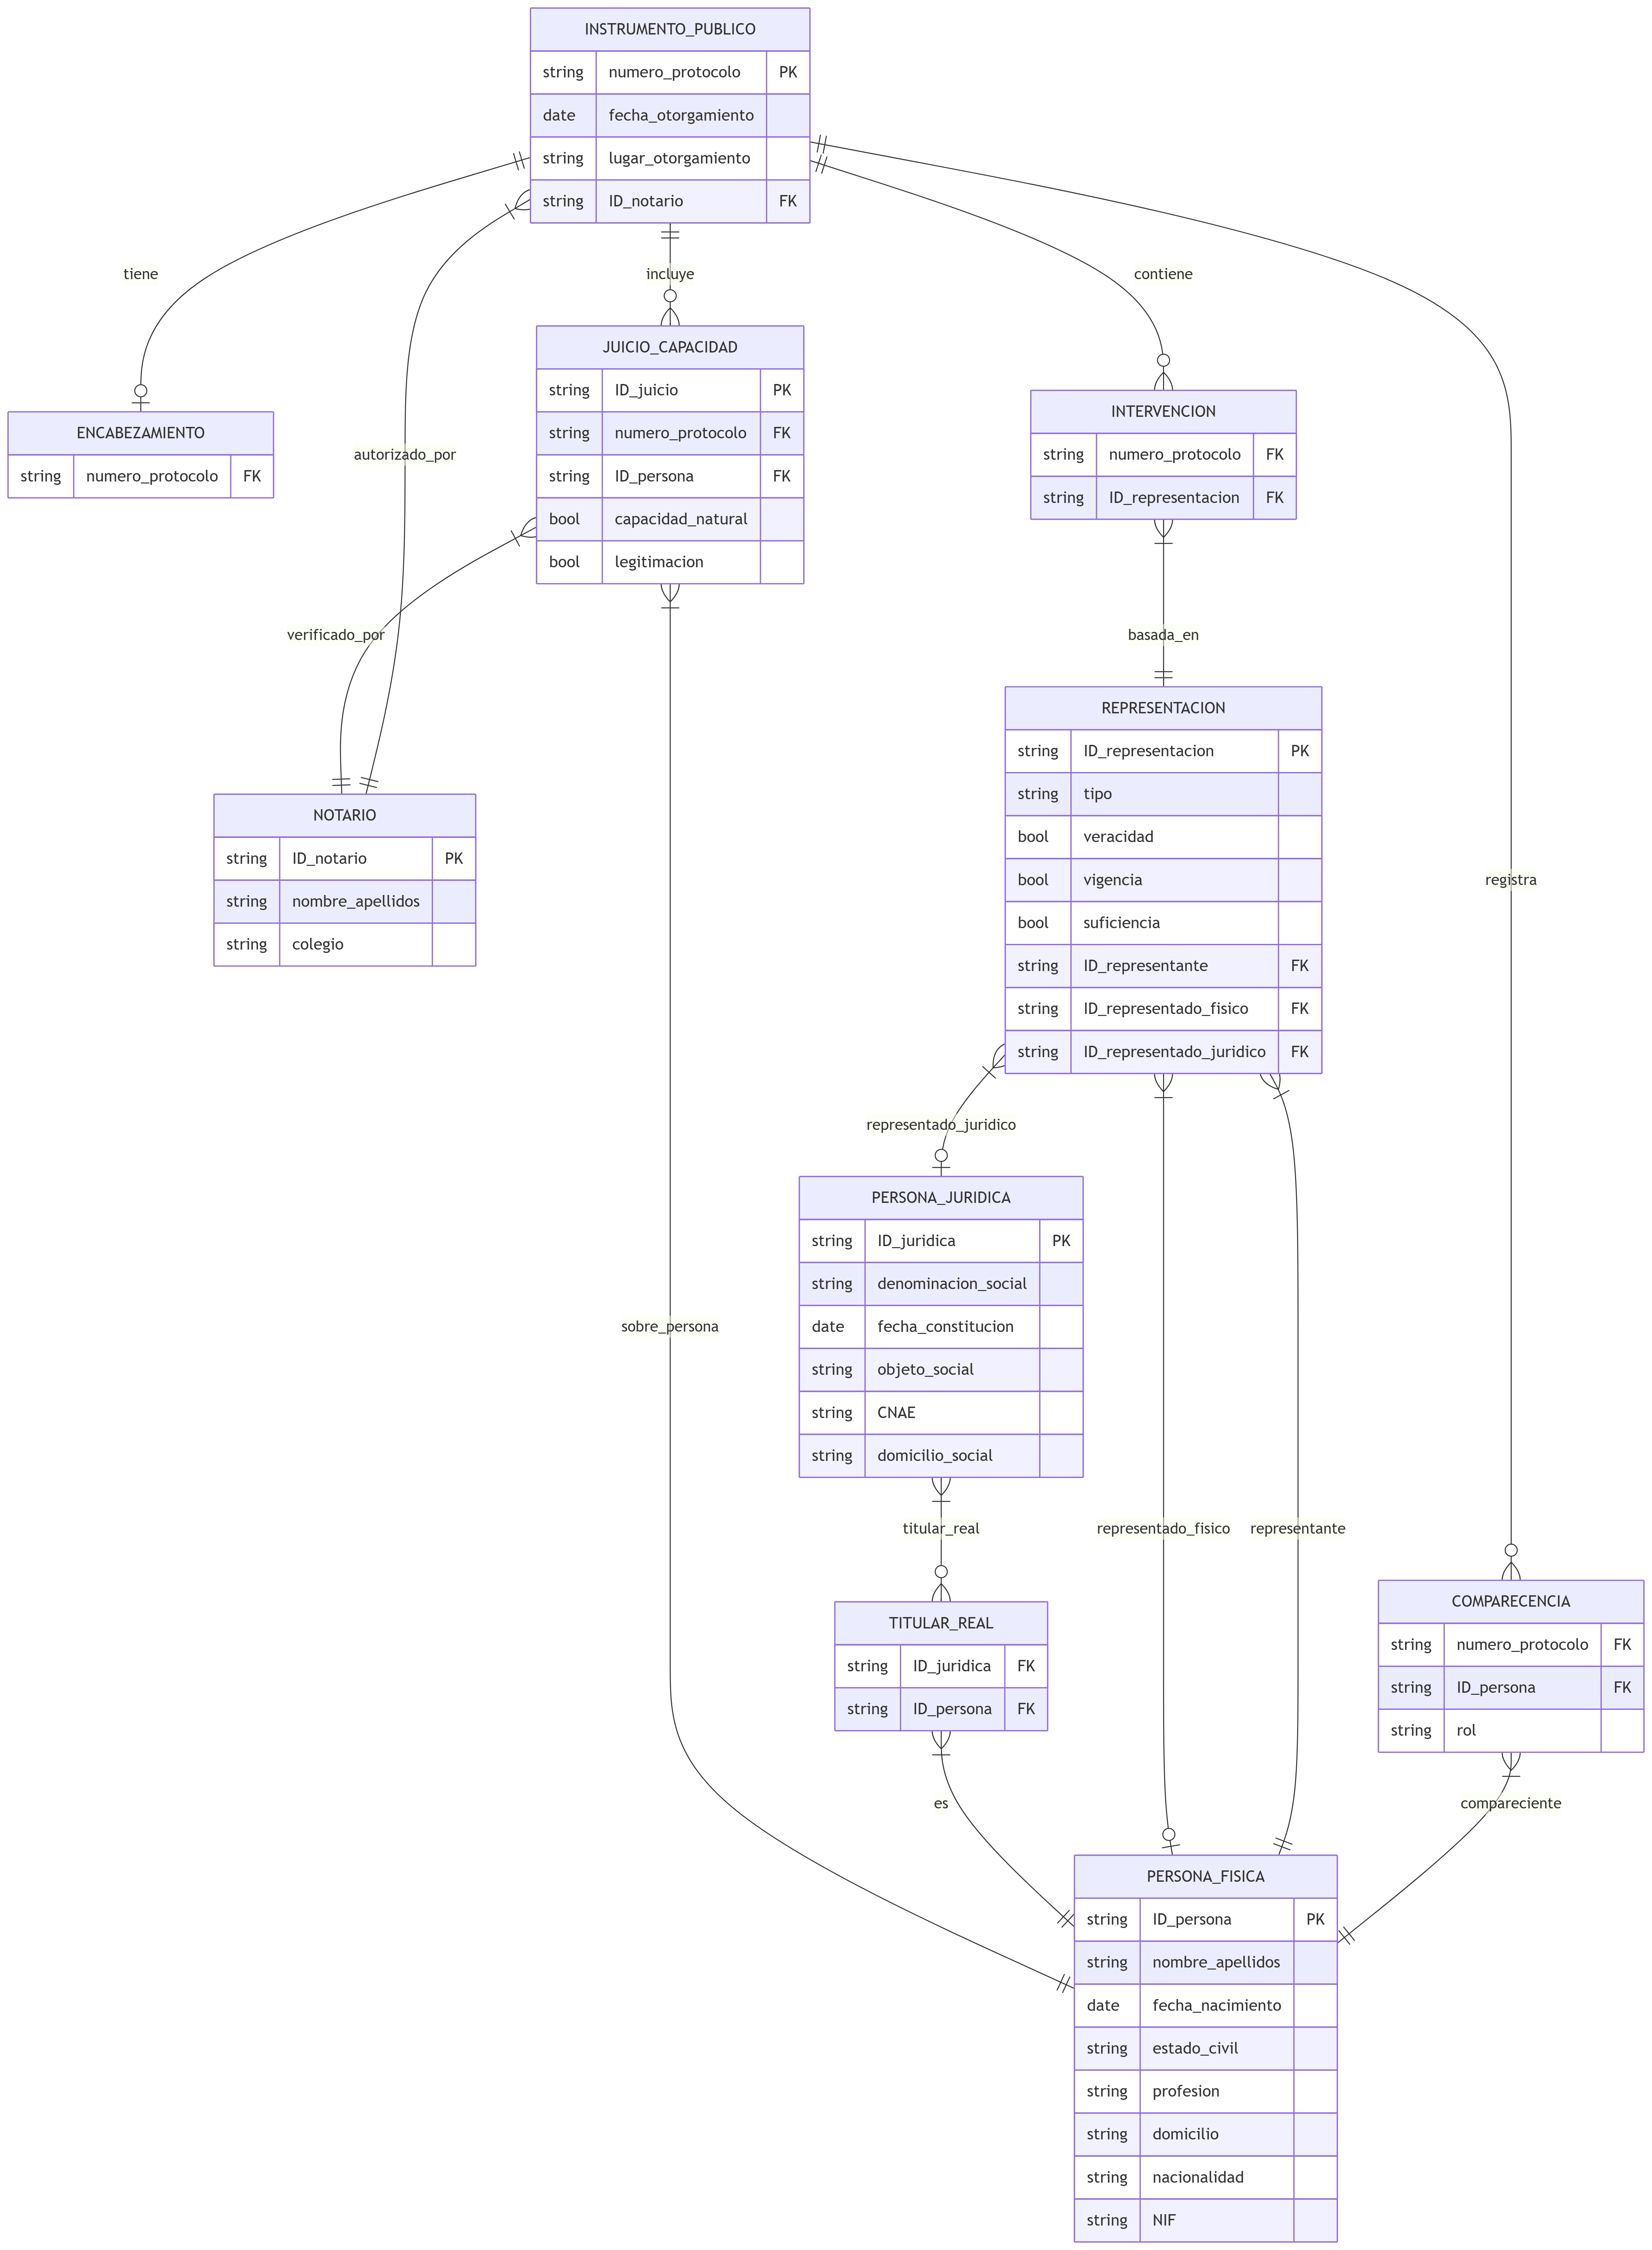 INSTRUMENTO_PUBLICO
string numero_protocolo PK
date fecha_otorgamiento
string lugar_otorgamiento
string ID_notario FK
tiene
incluye
contiene
JUICIO_CAPACIDAD
string ID_juicio PK
string numero_protocolo FK
string ID_persona FK
bool capacidad_natural
bool legitimacion
INTERVENCION
string numero_protocolo FK
string ID_representacion FK
ENCABEZAMIENTO
string numero_protocolo FK
autorizado_por
verificado_por
basada_en
REPRESENTACION
string ID_representacion PK
string tipo
bool veracidad
bool vigencia
bool suficiencia
string ID_representante FK
string ID_representado_fisico FK
string ID_representado_juridico FK
NOTARIO
string ID_notario PK
string nombre_apellidos
string colegio
registra
representado_juridico
PERSONA_JURIDICA
string ID_juridica PK
string denominacion_social
date fecha_constitucion
string objeto_social
string CNAE
string domicilio_social
sobre_persona
titular_real
representado_fisico
representante
TITULAR_REAL
string ID_juridica FK
string ID_persona FK
COMPARECENCIA
string numero_protocolo FK
string ID_persona FK
string rol
es
compareciente
PERSONA_FISICA
string ID_persona PK
string nombre_apellidos
date fecha_nacimiento
string estado_civil
string profesion
string domicilio
string nacionalidad
string NIF